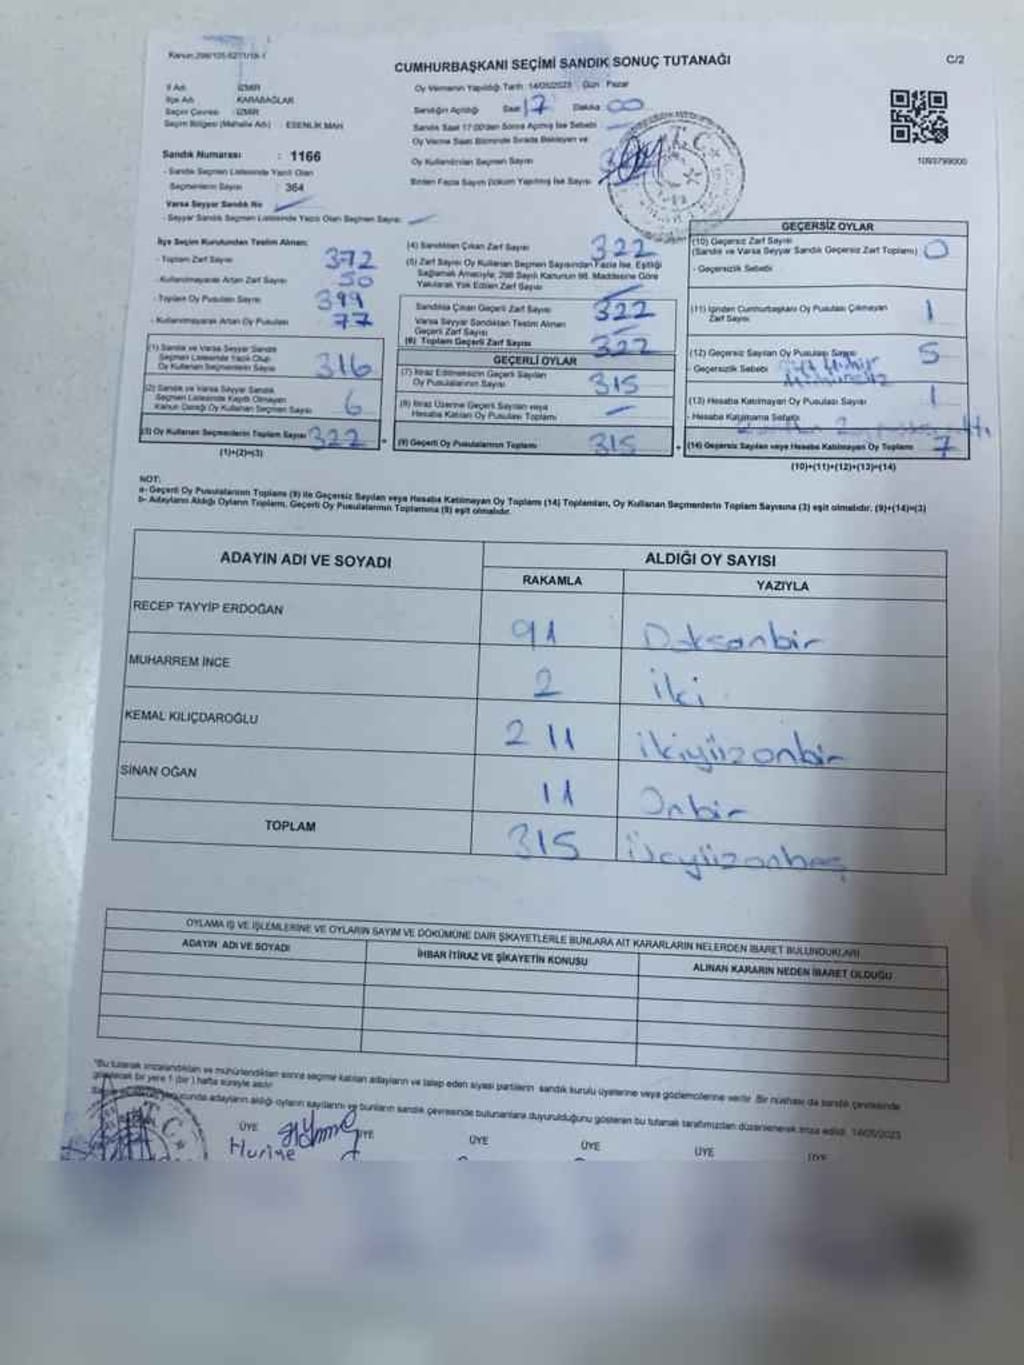 Kanun:298/105
CUMHURBAŞKANI SEÇİMİ SANDIK SONUÇ TUTANAĞI
C/2
İl Adı : İZMİR
İlçe Adı : KARABAĞLAR
Seçim Çevresi : İZMİR
Seçim Bölgesi (Mahalle Adı) : ESENLİK MAH
Sandık Numarası : 1166
- Sandık Seçmen Listesinde Yazılı Olan
Seçmenlerin Sayısı : 364
Varsa Seyyar Sandık No
- Seyyar Sandık Seçmen Listesinde Yazılı Olan Seçmen Sayısı:
Oy Vermenin Yapıldığı Tarih: 14/05/2023 Gün : Pazar
Sandığın Açıldığı Saat 17 Dakika 00
Sandık Saat 17:00'den Sonra Açılmış İse Sebebi
Oy Verme Saati Bitiminde Sırada Bekleyen ve
Oy Kullandırılan Seçmen Sayısı
Birden Fazla Sayım Döküm Yapılmış İse Sayısı
T.C.
1093799000
İlçe Seçim Kurulundan Teslim Alınan:
- Toplam Zarf Sayısı 372
- Kullanılmayarak Artan Zarf Sayısı 50
- Toplam Oy Pusulası Sayısı 399
- Kullanılmayarak Artan Oy Pusulası 77
(1) Sandık ve Varsa Seyyar Sandık
Seçmen Listesinde Yazılı Olup
Oy Kullanan Seçmenlerin Sayısı 316
(2) Sandık ve Varsa Seyyar Sandık
Seçmen Listesinde Kayıtlı Olmayan
Kanun Gereği Oy Kullanan Seçmen Sayısı 6
(3) Oy Kullanan Seçmenlerin Toplam Sayısı 322
(1)+(2)=(3)
(4) Sandıktan Çıkan Zarf Sayısı 322
(5) Zarf Sayısı Oy Kullanan Seçmen Sayısından Fazla İse, Eşitliği
Sağlamak Amacıyla; 298 Sayılı Kanunun 98. Maddesine Göre
Yakılarak Yok Edilen Zarf Sayısı
Sandıkta Çıkan Geçerli Zarf Sayısı 322
Varsa Seyyar Sandıktan Teslim Alınan
Geçerli Zarf Sayısı
(6) Toplam Geçerli Zarf Sayısı 322
GEÇERLİ OYLAR
(7) İtiraz Edilmeksizin Geçerli Sayılan
Oy Pusulalarının Sayısı 315
(8) İtiraz Üzerine Geçerli Sayılan veya
Hesaba Katılan Oy Pusulası Toplamı
(9) Geçerli Oy Pusulalarının Toplamı 315
GEÇERSİZ OYLAR
(10) Geçersiz Zarf Sayısı
(Sandık ve Varsa Seyyar Sandık Geçersiz Zarf Toplamı) 0
- Geçersizlik Sebebi
(11) İçinden Cumhurbaşkanı Oy Pusulası Çıkmayan
Zarf Sayısı 1
(12) Geçersiz Sayılan Oy Pusulası Sayısı 5
- Geçersizlik Sebebi
(13) Hesaba Katılmayan Oy Pusulası Sayısı 1
- Hesaba Katılmama Sebebi
(14) Geçersiz Sayılan veya Hesaba Katılmayan Oy Toplamı 7
(10)+(11)+(12)+(13)=(14)
NOT:
a- Geçerli Oy Pusulalarının Toplamı (9) ile Geçersiz Sayılan veya Hesaba Katılmayan Oy Toplamı (14) Toplamları, Oy Kullanan Seçmenlerin Toplam Sayısına (3) eşit olmalıdır. (9)+(14)=(3)
b- Adayların Aldığı Oyların Toplamı, Geçerli Oy Pusulalarının Toplamına (9) eşit olmalıdır.
ADAYIN ADI VE SOYADI
ALDIĞI OY SAYISI
RAKAMLA
YAZIYLA
RECEP TAYYİP ERDOĞAN 91 Doksanbir
MUHARREM İNCE 2 iki
KEMAL KILIÇDAROĞLU 211 ikiyüzonbir
SİNAN OĞAN 11 Onbir
TOPLAM 315 üçyüzonbeş
OYLAMA İŞ VE İŞLEMLERİNE VE OYLARIN SAYIM VE DÖKÜMÜNE DAİR ŞİKAYETLERLE BUNLARA AİT KARARLARIN NELERDEN İBARET BULUNDUKLARI
ADAYIN ADI VE SOYADI
İHBAR İTİRAZ VE ŞİKAYETİN KONUSU
ALINAN KARARIN NEDEN İBARET OLDUĞU
"Bu tutanak imzalandıktan ve mühürlendikten sonra seçime katılan adayların ve talep eden siyasi partilerin sandık kurulu üyelerine veya gözlemcilerine verilir. Bir nüshası da sandık çevresinde
görülecek bir yere 1 (bir) hafta süreyle asılır.
adayların aldığı oyların sayılarını ve bunların sandık çevresinde bulunanlara duyurulduğunu gösteren bu tutanak tarafımızdan düzenlenerek imza edildi. 14/05/2023
ÜYE ÜYE ÜYE ÜYE ÜYE ÜYE